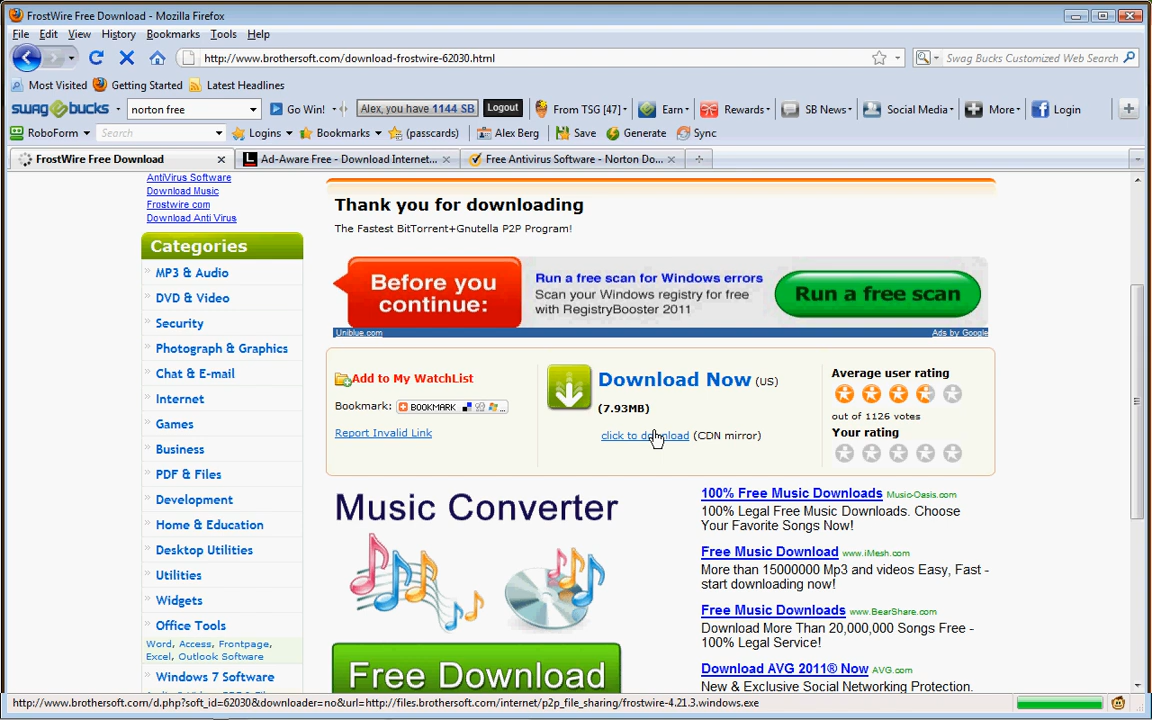 FrostWire Free Download - Mozilla Firefox
File Edit View History Bookmarks Tools Help
http://www.brothersoft.com/download-frostwire-62030.html
Swag Bucks Customized Web Search
Most Visited Getting Started Latest Headlines
swagbucks norton free Go Win! Alex, you have 1144 SB Logout From TSG [47] Earn Rewards SB News Social Media More Login
RoboForm Search Logins Bookmarks (passcards) Alex Berg Save Generate Sync
FrostWire Free Download
Ad-Aware Free - Download Internet...
Free Antivirus Software - Norton Do...
AntiVirus Software
Download Music
Frostwire com
Download Anti Virus
Categories
MP3 & Audio
DVD & Video
Security
Photograph & Graphics
Chat & E-mail
Internet
Games
Business
PDF & Files
Development
Home & Education
Desktop Utilities
Utilities
Widgets
Office Tools
Word, Access, Frontpage,
Excel, Outlook Software
Windows 7 Software
Thank you for downloading
The Fastest BitTorrent+Gnutella P2P Program!
Before you
continue:
Run a free scan for Windows errors
Scan your Windows registry for free
with RegistryBooster 2011
Run a free scan
Uniblue.com
Ads by Google
Add to My WatchList
Bookmark: BOOKMARK
Report Invalid Link
Download Now (US)
(7.93MB)
click to download (CDN mirror)
Average user rating
out of 1126 votes
Your rating
Music Converter
Free Download
100% Free Music Downloads Music-Oasis.com
100% Legal Free Music Downloads. Choose
Your Favorite Songs Now!
Free Music Download www.iMesh.com
More than 15000000 Mp3 and videos Easy, Fast -
start downloading now!
Free Music Downloads www.BearShare.com
Download More Than 20,000,000 Songs Free -
100% Legal Service!
Download AVG 2011® Now AVG.com
New & Exclusive Social Networking Protection.
http://www.brothersoft.com/d.php?soft_id=62030&downloader=no&url=http://files.brothersoft.com/internet/p2p_file_sharing/frostwire-4.21.3.windows.exe